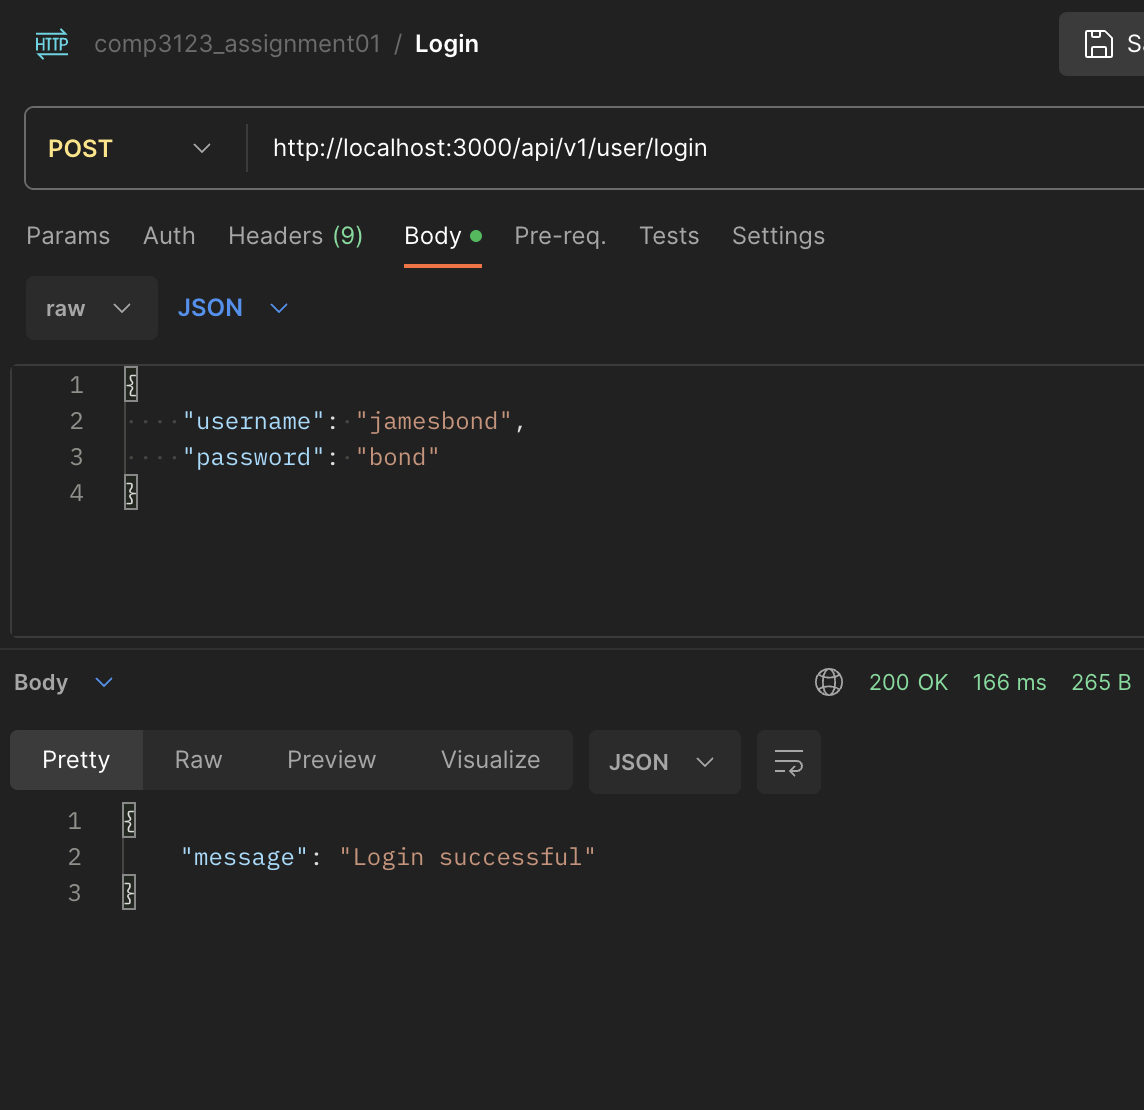 HTTP comp3123_assignment01 / Login
POST http://localhost:3000/api/v1/user/login
Params Auth Headers (9) Body Pre-req. Tests Settings
raw JSON
1 {
2 "username": "jamesbond",
3 "password": "bond"
4 }
Body 200 OK 166 ms 265 B
Pretty Raw Preview Visualize JSON
1 {
2 "message": "Login successful"
3 }